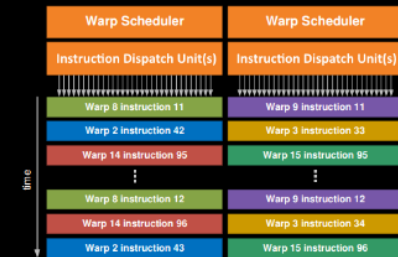 Warp Scheduler
Instruction Dispatch Unit(s)
Warp 8 instruction 11
Warp 2 instruction 42
Warp 14 instruction 95
Warp 8 instruction 12
Warp 14 instruction 96
Warp 2 instruction 43
Warp Scheduler
Instruction Dispatch Unit(s)
Warp 9 instruction 11
Warp 3 instruction 33
Warp 15 instruction 95
Warp 9 instruction 12
Warp 3 instruction 34
Warp 15 instruction 96
time